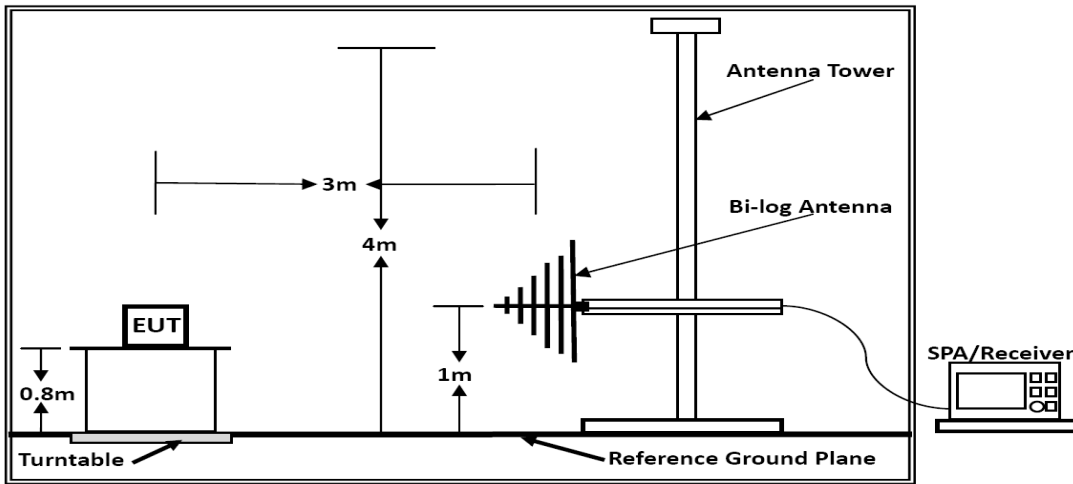 Antenna Tower
3m
Bi-log Antenna
4m
EUT
SPA/Receiver
0.8m
1m
Turntable
Reference Ground Plane